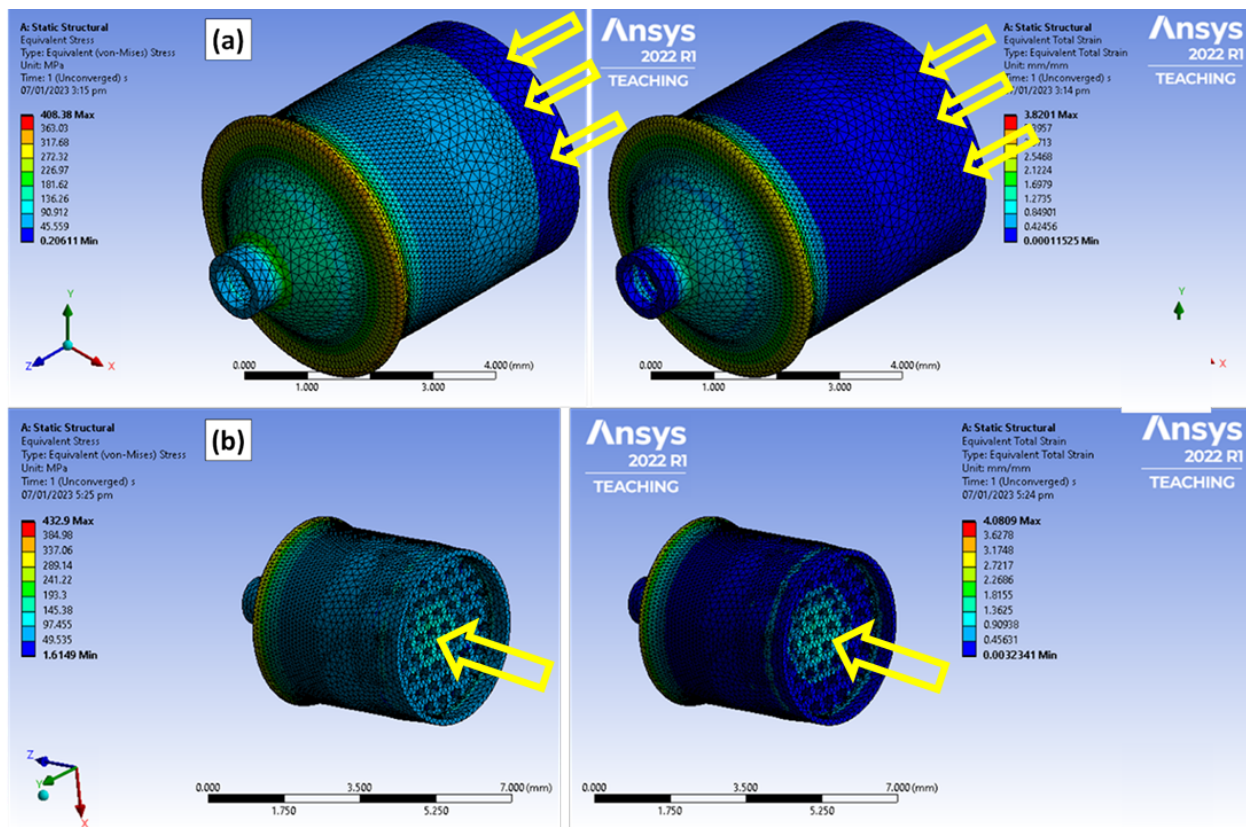 A: Static Structural
Equivalent Stress
Type: Equivalent (von-Mises) Stress
Unit: MPa
Time: 1 (Unconverged) s
07/01/2023 3:15 pm
408.38 Max
363.03
317.68
272.32
226.97
181.62
136.26
90.912
45.559
0.20611 Min
(a)
Ansys
2022 R1
TEACHING
Y
Z
X
0.000
4.000 (mm)
1.000
3.000
Ansys
2022 R1
TEACHING
A: Static Structural
Equivalent Total Strain
Type: Equivalent Total Strain
Unit: mm/mm
Time: 1 (Unconverged) s
07/01/2023 3:14 pm
3.8201 Max
3957
713
2.5468
2.1224
1.6979
1.2735
0.84901
0.42456
0.00011525 Min
Y
X
0.000
4.000 (mm)
1.000
3.000
A: Static Structural
Equivalent Stress
Type: Equivalent (von-Mises) Stress
Unit: MPa
Time: 1 (Unconverged) s
07/01/2023 5:25 pm
432.9 Max
384.98
337.06
289.14
241.22
193.3
145.38
97.455
49.535
1.6149 Min
(b)
Z
Y
X
0.000
3.500
7.000 (mm)
1.750
5.250
Ansys
2022 R1
TEACHING
A: Static Structural
Equivalent Total Strain
Type: Equivalent Total Strain
Unit: mm/mm
Time: 1 (Unconverged) s
07/01/2023 5:24 pm
4.0809 Max
3.6278
3.1748
2.7217
2.2686
1.8155
1.3625
0.90938
0.45631
0.0032341 Min
Ansys
2022 R1
TEACHING
0.000
3.500
7.000 (mm)
1.750
5.250